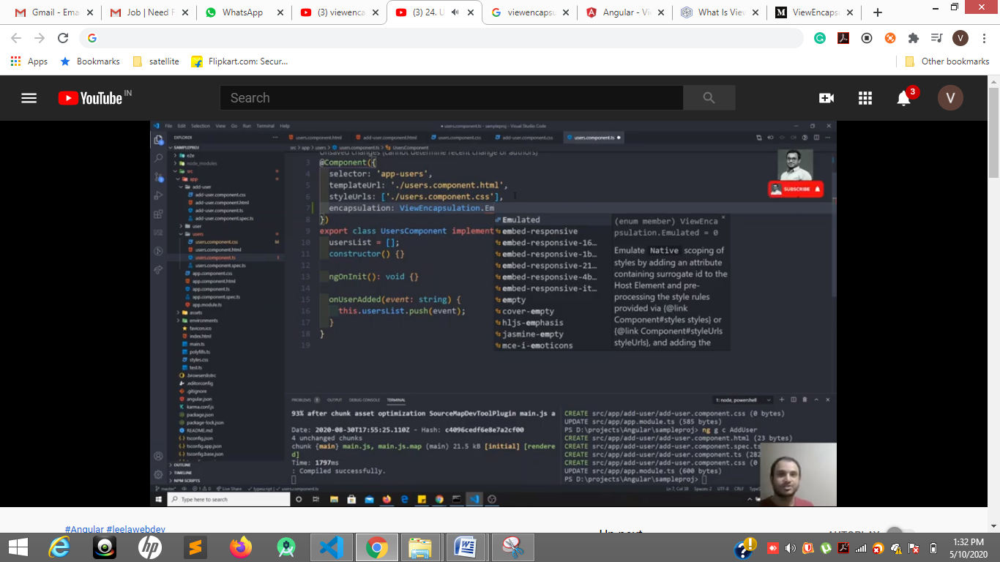 Gmail - Ema
Job | Need F
WhatsApp
(3) viewenca
(3) 24. U
viewencapsu
Angular - Vi
What Is View
ViewEncaps
Apps
Bookmarks
satellite
Flipkart.com: Secur...
Other bookmarks
YouTube IN
Search
3
V
File Edit Selection View Go Run Terminal Help
users.component.ts - sampleproj - Visual Studio Code
EXPLORER
users.component.html
add-user.component.html
users.component.css
add-user.component.css
users.component.ts
SAMPLEPROJ
src > app > users > users.component.ts > UsersComponent
e2e
node_modules
src
app
add-user
add-user.component.css
add-user.component.html
add-user.component.ts
add-user.component.spec.ts
user
users
users.component.css M
users.component.html
users.component.ts 1
users.component.spec.ts
app.component.css
app.component.html
app.component.ts
app.component.spec.ts
app.module.ts
assets
environments
favicon.ico
index.html
main.ts
polyfills.ts
styles.css
test.ts
.browserslistrc
.editorconfig
.gitignore
angular.json
karma.conf.js
package.json
package-lock.json
README.md
tsconfig.json
tsconfig.app.json
tsconfig.base.json
OUTLINE
TIMELINE
NPM SCRIPTS
Unsaved changes (cannot determine recent change or authors)
3 @Component({
4 selector: 'app-users',
5 templateUrl: './users.component.html',
6 styleUrls: ['./users.component.css'],
7 encapsulation: ViewEncapsulation.Em
8 })
9 export class UsersComponent implement
10 usersList = [];
11 constructor() {}
12
13 ngOnInit(): void {}
14
15 onUserAdded(event: string) {
16 this.usersList.push(event);
17 }
18 }
19
Emulated
embed-responsive
embed-responsive-16…
embed-responsive-1b…
embed-responsive-21…
embed-responsive-4b…
embed-responsive-it…
empty
cover-empty
hljs-emphasis
jasmine-empty
mce-i-emoticons
(enum member) ViewEnca
psulation.Emulated = 0
Emulate Native scoping of
styles by adding an attribute
containing surrogate id to the
Host Element and pre-
processing the style rules
provided via {@link
Component#styles styles} or
{@link Component#styleUrls
styleUrls}, and adding the
SUBSCRIBE
PROBLEMS 1 OUTPUT DEBUG CONSOLE TERMINAL
1: node, powershell
93% after chunk asset optimization SourceMapDevToolPlugin main.js a
Date: 2020-08-30T17:55:25.110Z - Hash: c4096cedf6e8e7a2cf00
4 unchanged chunks
chunk {main} main.js, main.js.map (main) 21.5 kB [initial] [rendere
d]
Time: 1797ms
: Compiled successfully.
CREATE src/app/add-user/add-user.component.css (0 bytes)
UPDATE src/app/app.module.ts (585 bytes)
PS D:\projects\Angular\sampleproj> ng g c AddUser
CREATE src/app/add-user/add-user.component.html (23 bytes)
CREATE src/app/add-user/add-user.component.spec.ts
CREATE src/app/add-user/add-user.component.ts (282
CREATE src/app/add-user/add-user.component.css (0
UPDATE src/app/app.module.ts (600 bytes)
PS D:\projects\Angular\sampleproj>
master* 1 0 Live Share typescript | users.component.ts
Ln 7, Col 38 Spaces: 2 UTF-8 CRLF TypeS
Type here to search
#Angular #leelawebdev
Up next
AUTOPLAY
1:32 PM
5/10/2020